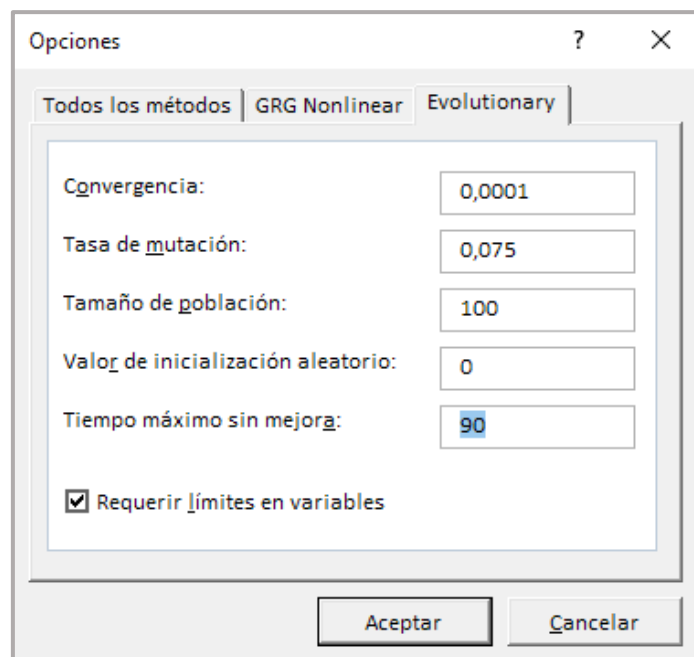 Opciones ? ×
Todos los métodos GRG Nonlinear Evolutionary
Convergencia: 0,0001
Tasa de mutación: 0,075
Tamaño de población: 100
Valor de inicialización aleatorio: 0
Tiempo máximo sin mejora: 90
Requerir límites en variables
Aceptar Cancelar